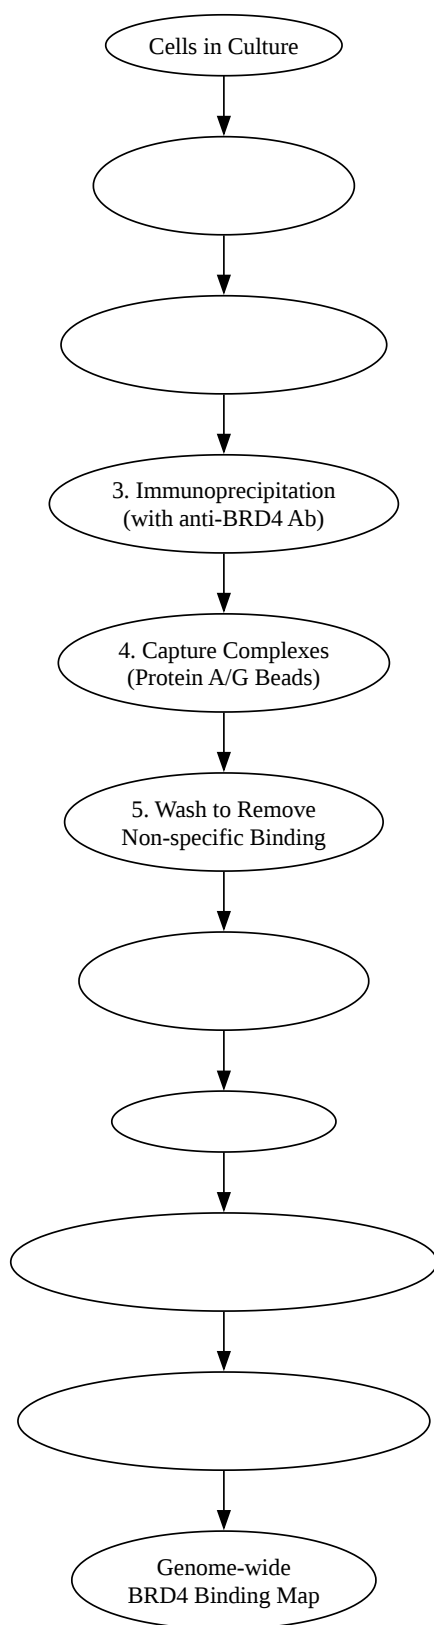 Cells in Culture
3. Immunoprecipitation
(with anti-BRD4 Ab)
4. Capture Complexes
(Protein A/G Beads)
5. Wash to Remove
Non-specific Binding
Genome-wide
BRD4 Binding Map